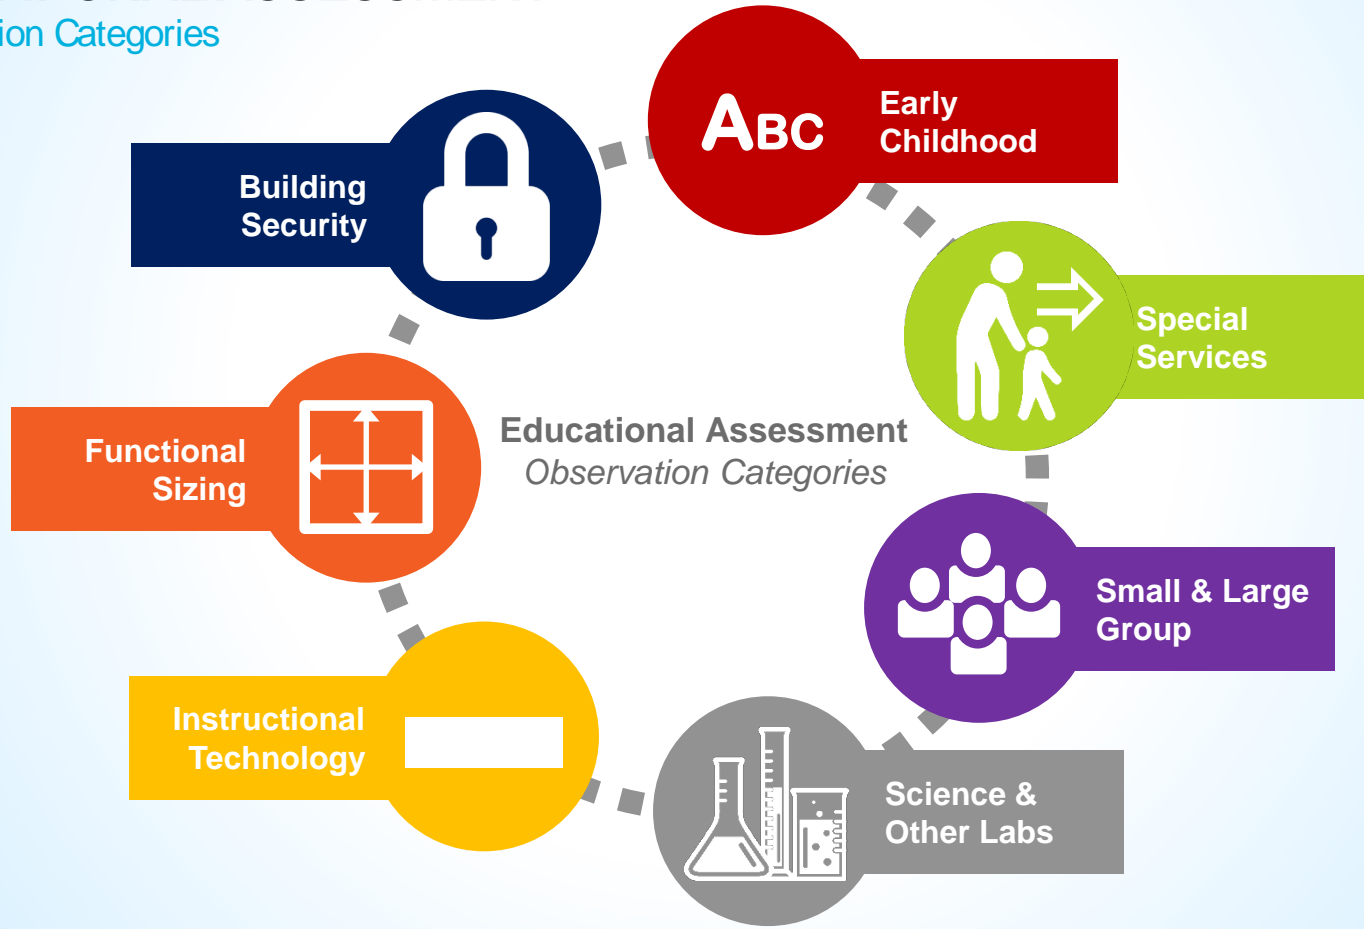 ion Categories
ABC
Early
Childhood
Building
Security
Special
Services
Educational Assessment
Observation Categories
Functional
Sizing
Small & Large
Group
Instructional
Technology
Science &
Other Labs